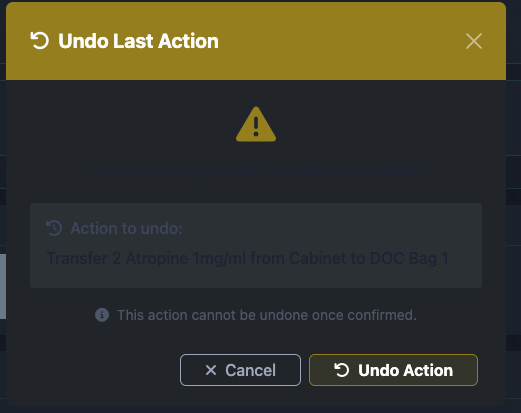 Undo Last Action
Action to undo:
Transfer 2 Atropine 1mg/ml from Cabinet to DOC Bag 1
This action cannot be undone once confirmed.
Cancel
Undo Action